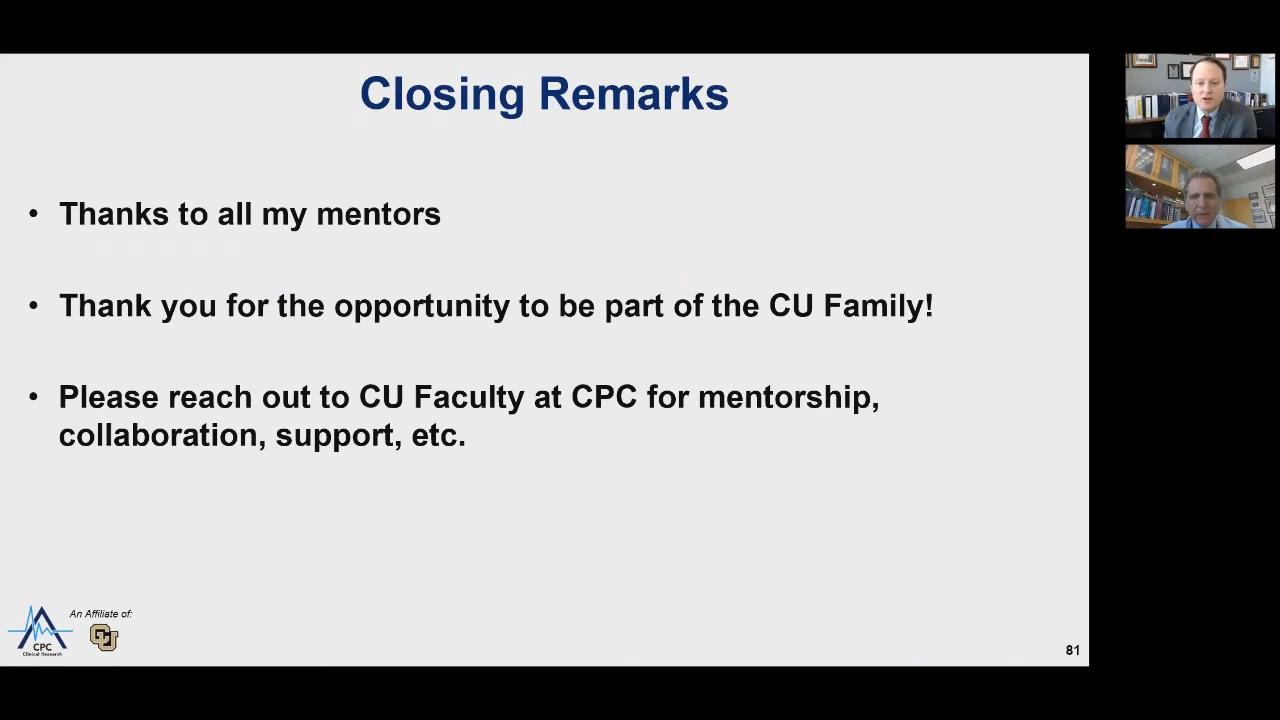 Closing Remarks
• Thanks to all my mentors
• Thank you for the opportunity to be part of the CU Family!
• Please reach out to CU Faculty at CPC for mentorship,
collaboration, support, etc.
An Affiliate of:
CPC
Clinical Research
CU
81